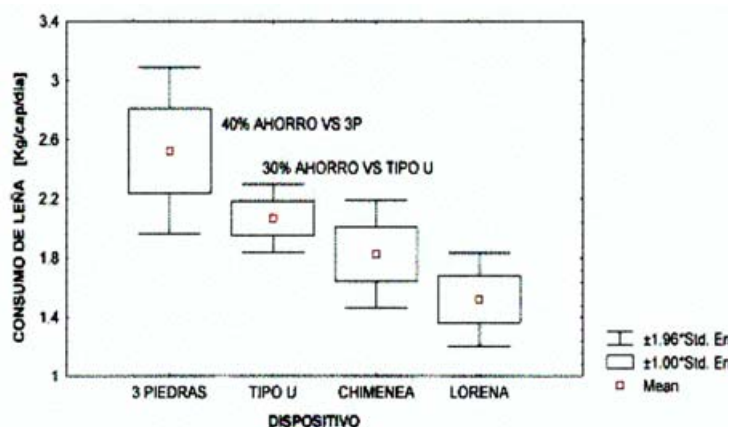 CONSUMO DE LEÑA [Kg/cap/dia]
3.4
3
2.6
2.2
1.8
1.4
1
40% AHORRO VS 3P
30% AHORRO VS TIPO U
3 PIEDRAS TIPO U CHIMENEA LORENA
DISPOSITIVO
±1.96*Std. Er
±1.00*Std. Er
Mean